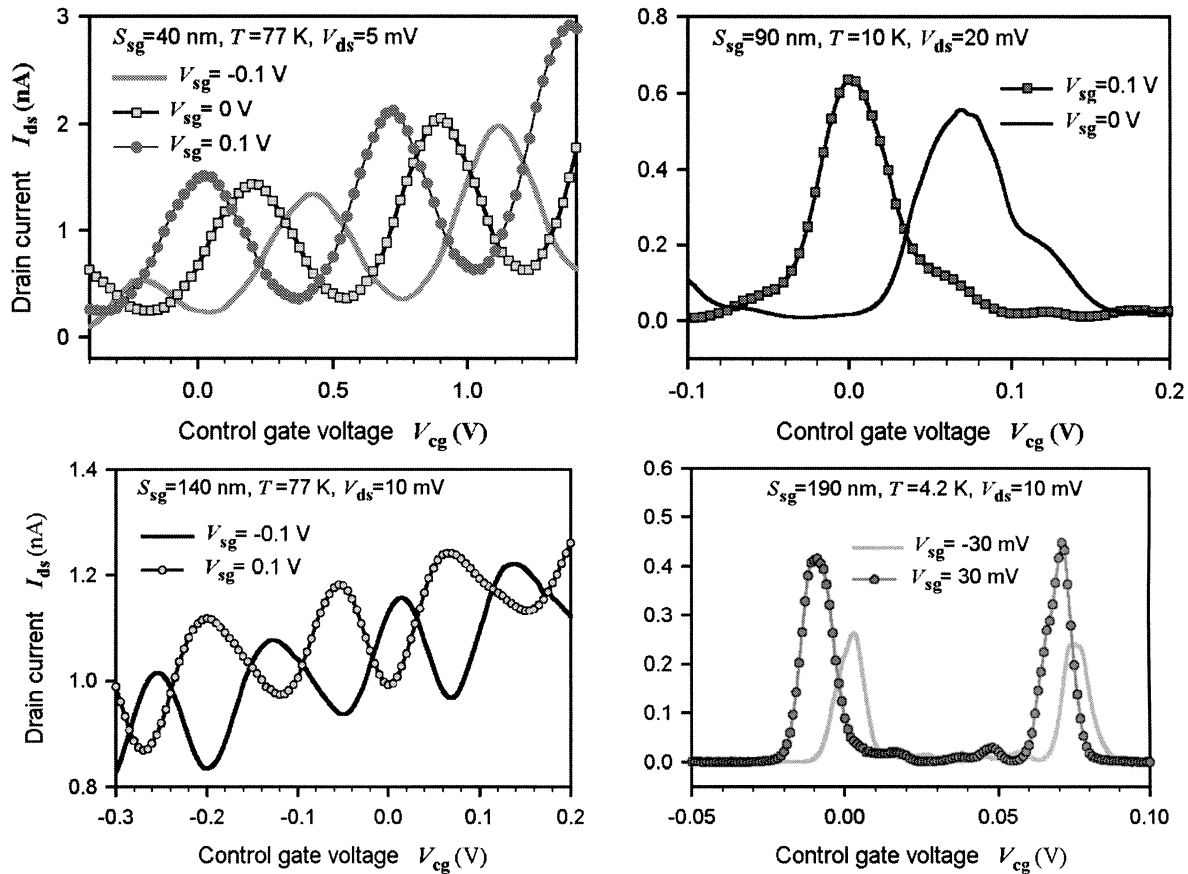 S_sg=40 nm, T=77 K, V_ds=5 mV
V_sg= -0.1 V
V_sg= 0 V
V_sg= 0.1 V
Drain current I_ds (nA)
3
2
1
0
0.0 0.5 1.0
Control gate voltage V_cg (V)
S_sg=90 nm, T=10 K, V_ds=20 mV
V_sg=0.1 V
V_sg=0 V
0.8
0.6
0.4
0.2
0.0
-0.1 0.0 0.1 0.2
Control gate voltage V_cg (V)
S_sg=140 nm, T=77 K, V_ds=10 mV
V_sg= -0.1 V
V_sg= 0.1 V
Drain current I_ds (nA)
1.4
1.2
1.0
0.8
-0.3 -0.2 -0.1 0.0 0.1 0.2
Control gate voltage V_cg (V)
S_sg=190 nm, T=4.2 K, V_ds=10 mV
V_sg= -30 mV
V_sg= 30 mV
0.6
0.5
0.4
0.3
0.2
0.1
0.0
-0.05 0.00 0.05 0.10
Control gate voltage V_cg (V)